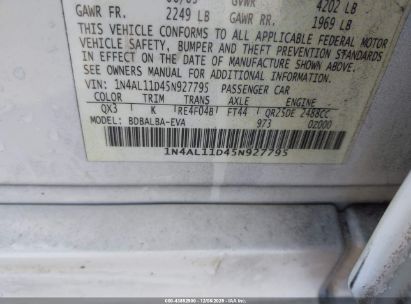 GVWR 4202 LB
GAWR FR. 2249 LB GAWR RR. 1969 LB
THIS VEHICLE CONFORMS TO ALL APPLICABLE FEDERAL MOTOR
VEHICLE SAFETY, BUMPER AND THEFT PREVENTION STANDARDS
IN EFFECT ON THE DATE OF MANUFACTURE SHOWN ABOVE.
SEE OWNERS MANUAL FOR ADDITIONAL INFORMATION
VIN: 1N4AL11D45N927795 PASSENGER CAR
COLOR TRIM TRANS AXLE ENGINE
QX3 K RE4F04B FT44 QR25DE 2488CC
MODEL: BDBALBA-EVA 973 0Z000
1N4AL11D45N927795